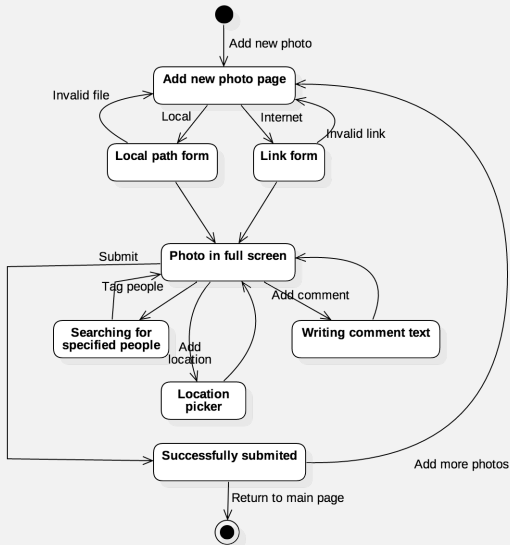 Add new photo
Add new photo page
Invalid file
Local
Internet
Invalid link
Local path form
Link form
Photo in full screen
Submit
Tag people
Add comment
Searching for
specified people
Add
location
Writing comment text
Location
picker
Successfully submited
Add more photos
Return to main page